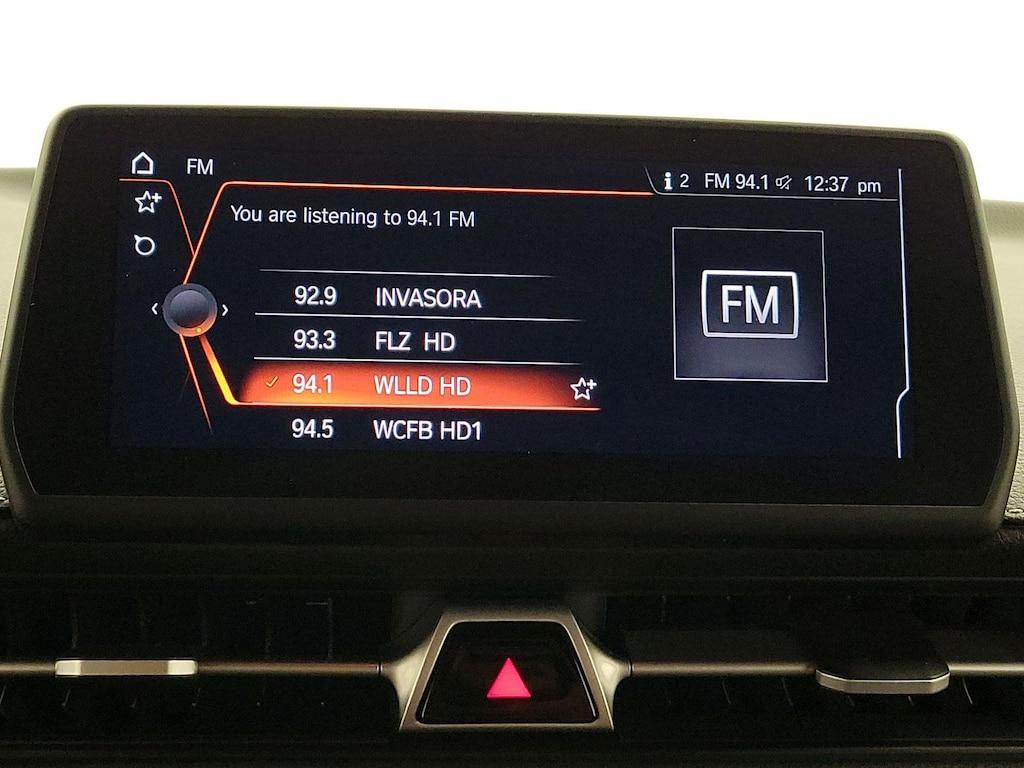 FM
2 FM 94.1 12:37 pm
You are listening to 94.1 FM
FM
92.9 INVASORA
93.3 FLZ HD
94.1 WLLD HD
94.5 WCFB HD1